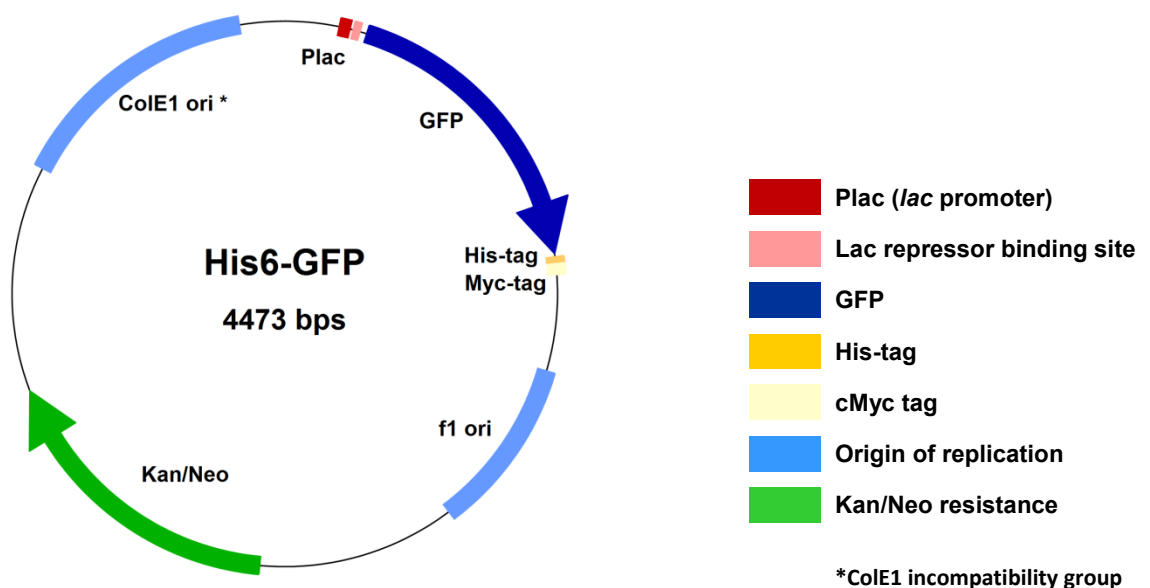 Plac
ColE1 ori *
GFP
His6-GFP
4473 bps
His-tag
Myc-tag
f1 ori
Kan/Neo
Plac (lac promoter)
Lac repressor binding site
GFP
His-tag
cMyc tag
Origin of replication
Kan/Neo resistance
*ColE1 incompatibility group